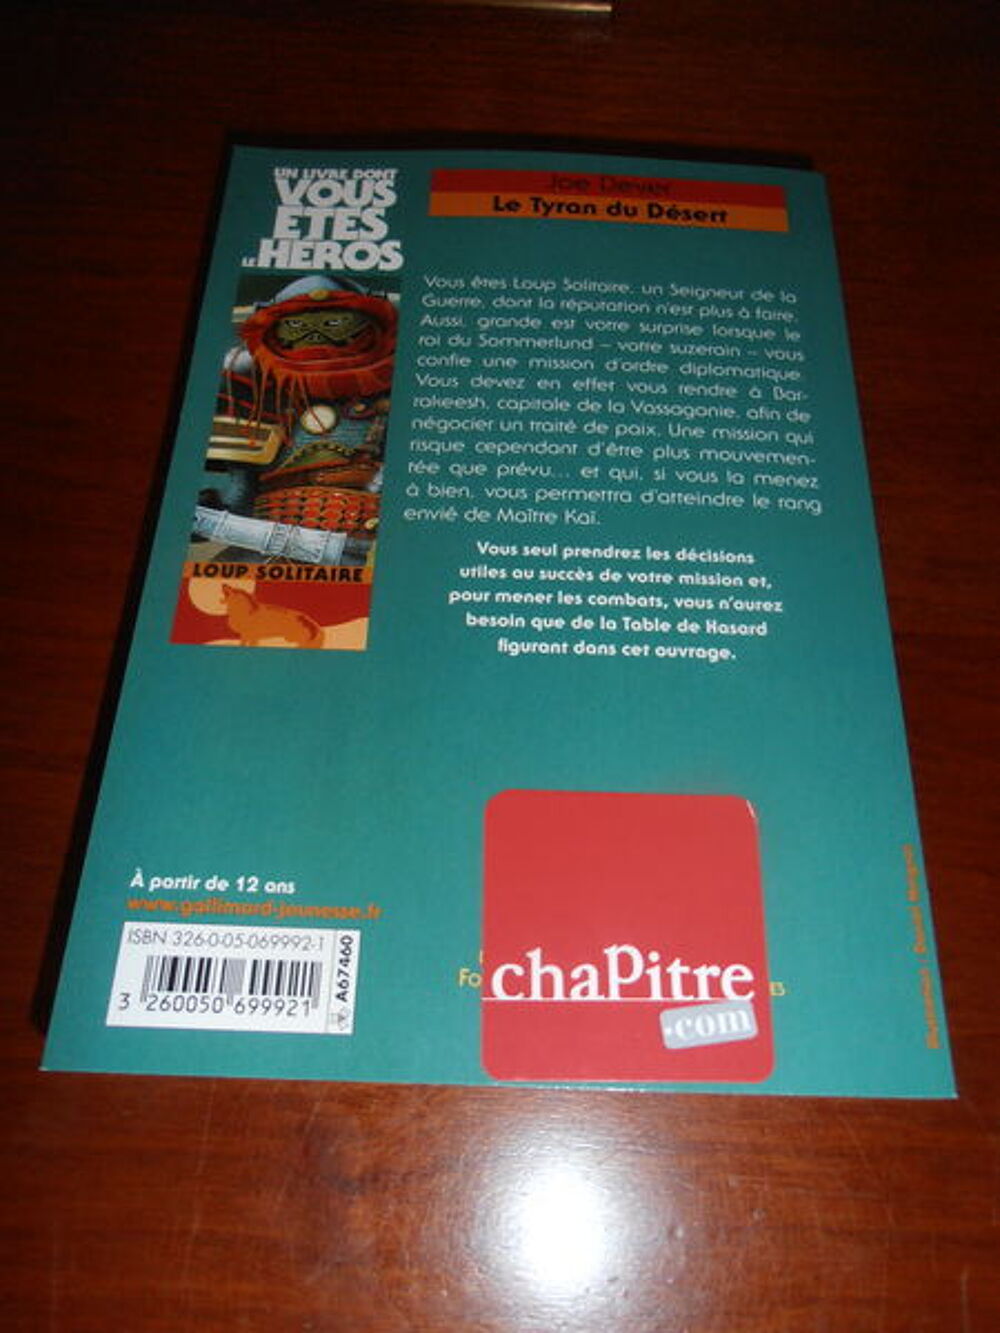 UN LIVRE DONT
VOUS
ETES
LE HEROS
Joe Dever
Le Tyran du Désert
Vous êtes Loup Solitaire, un Seigneur de la
Guerre, dont la réputation n'est plus à faire.
Aussi, grande est votre surprise lorsque le
roi du Sommerlund – votre suzerain – vous
confie une mission d'ordre diplomatique.
Vous devez en effet vous rendre à Bar-
rakeesh, capitale de la Vassagonie, afin de
négocier un traité de paix. Une mission qui
risque cependant d'être plus mouvemen-
tée que prévu... et qui, si vous la menez
à bien, vous permettra d'atteindre le rang
envié de Maître Kaï.
Vous seul prendrez les décisions
utiles au succès de votre mission et,
pour mener les combats, vous n'aurez
besoin que de la Table de Hasard
figurant dans cet ouvrage.
LOUP SOLITAIRE
À partir de 12 ans
www.gallimard-jeunesse.fr
ISBN 326-0-05-069992-1
3 260050 699921
A67460
Fo
ES
chaPitre
.com
Illustration : Daniel